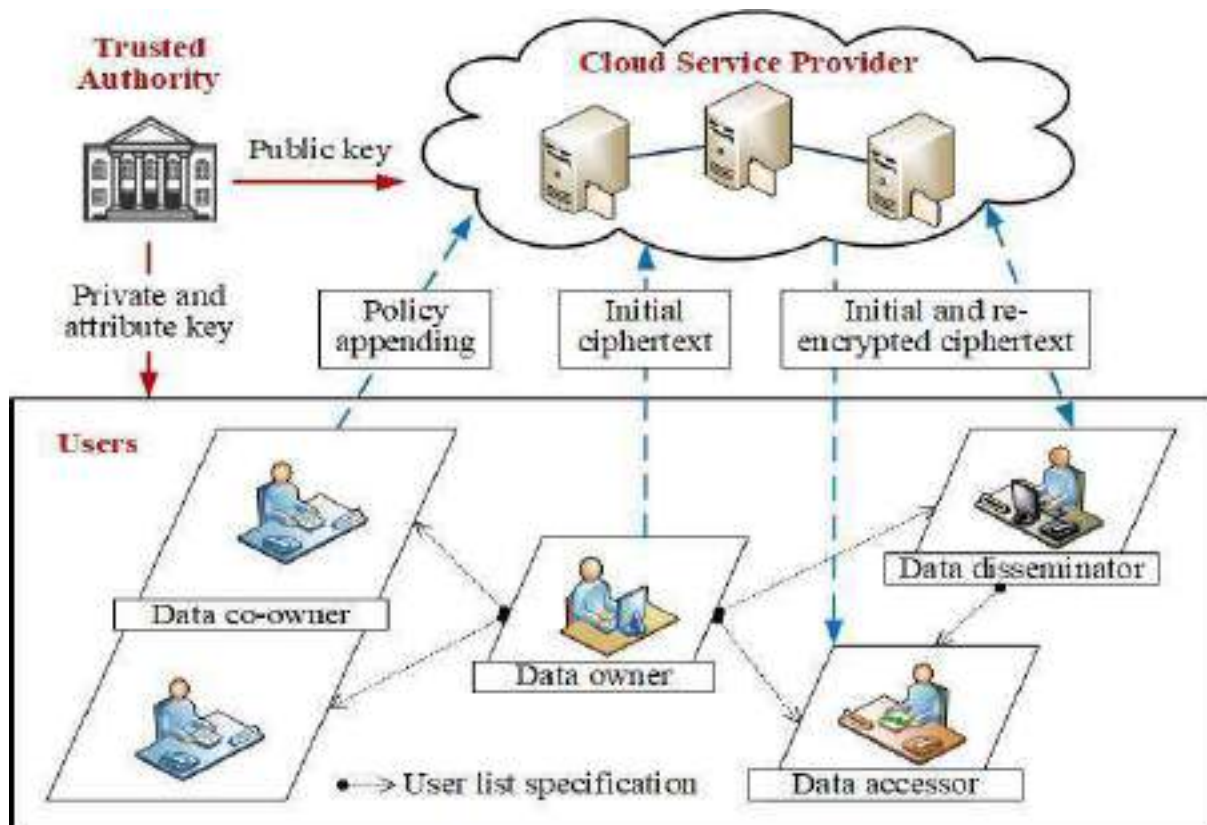 Trusted
Authority
Cloud Service Provider
Public key
Private and
attribute key
Policy
appending
Initial
ciphertext
Initial and re-
encrypted ciphertext
Users
Data co-owner
Data owner
Data disseminator
Data accessor
User list specification